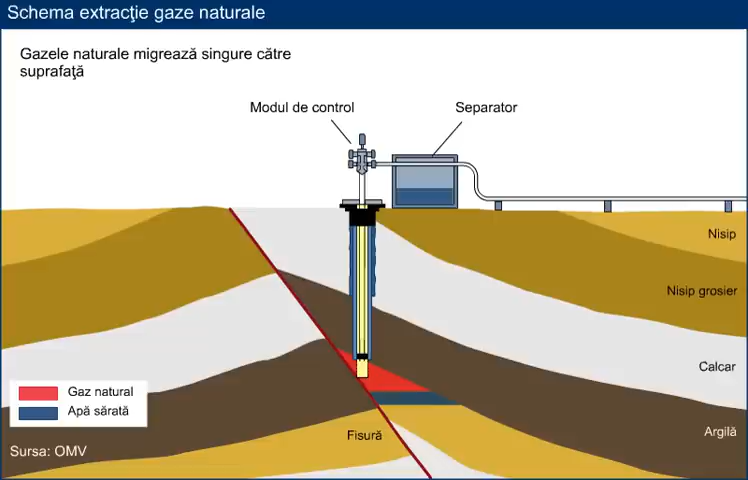 Schema extracţie gaze naturale
Gazele naturale migrează singure către
suprafaţă
Modul de control
Separator
Nisip
Nisip grosier
Calcar
Gaz natural
Apă sărată
Argilă
Fisură
Sursa: OMV